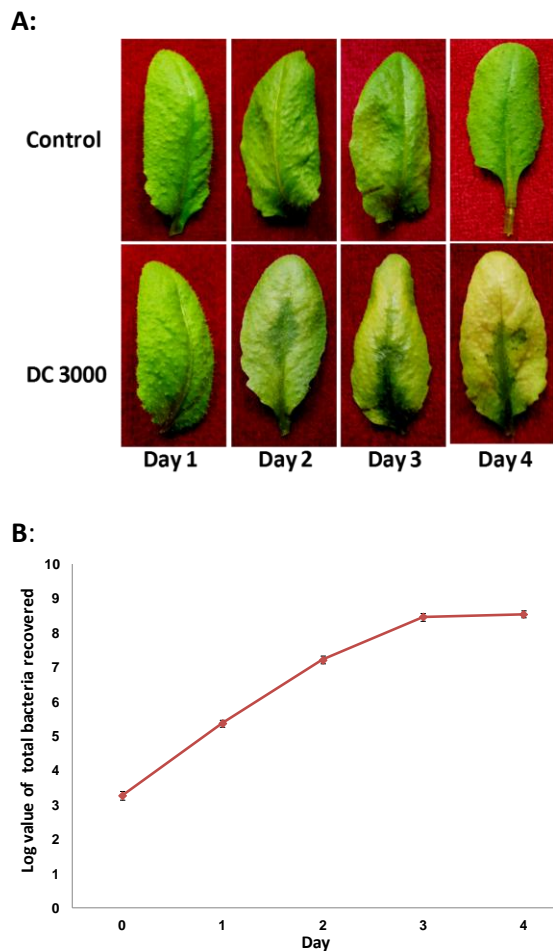 A:
Control
DC 3000
Day 1 Day 2 Day 3 Day 4
B:
10
9
8
7
6
5
4
3
2
1
0
Log value of total bacteria recovered
0 1 2 3 4
Day